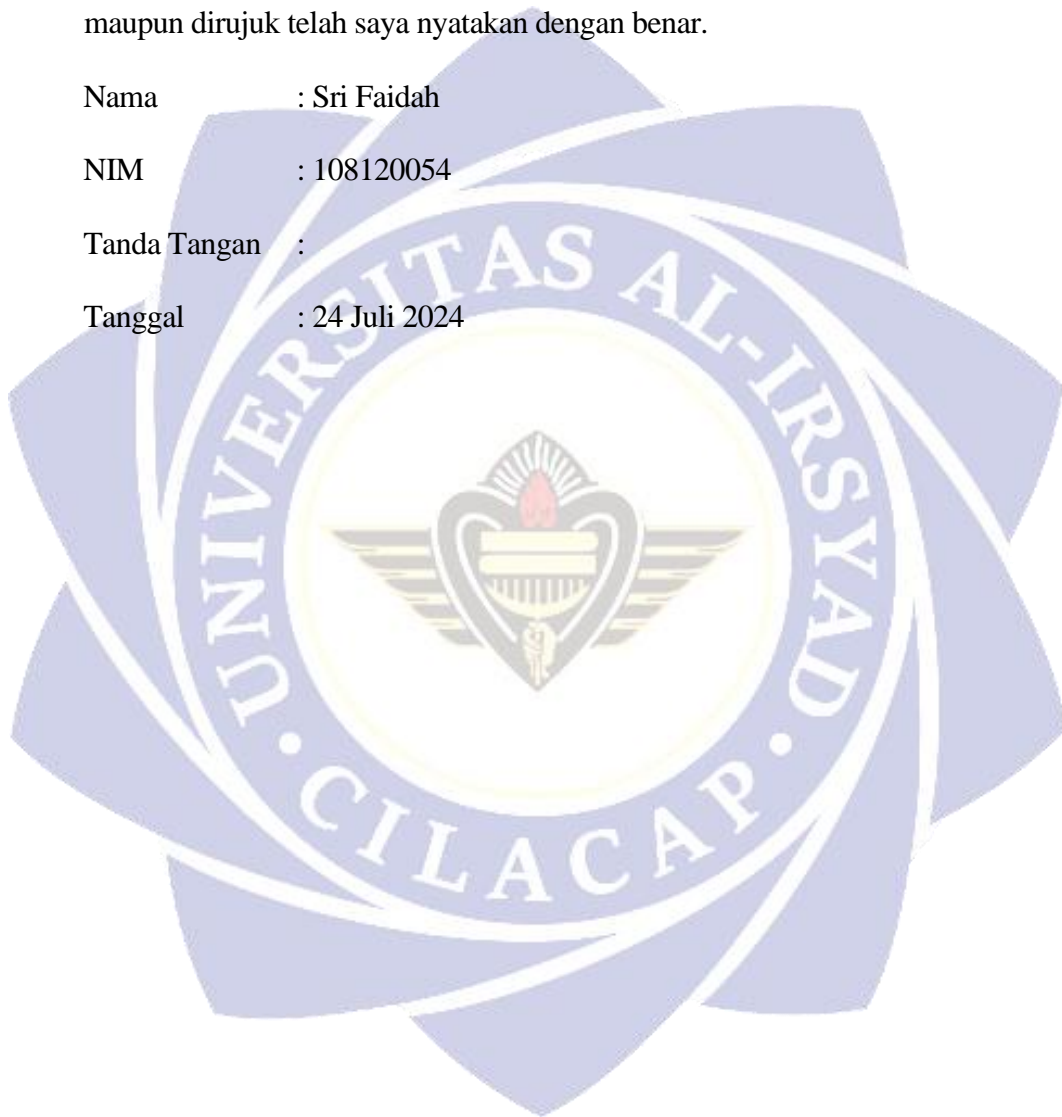 maupun dirujuk telah saya nyatakan dengan benar.
Nama : Sri Faidah
NIM : 108120054
Tanda Tangan :
Tanggal : 24 Juli 2024
UNIVERSITAS AL-IRSYAD
• CILACAP •